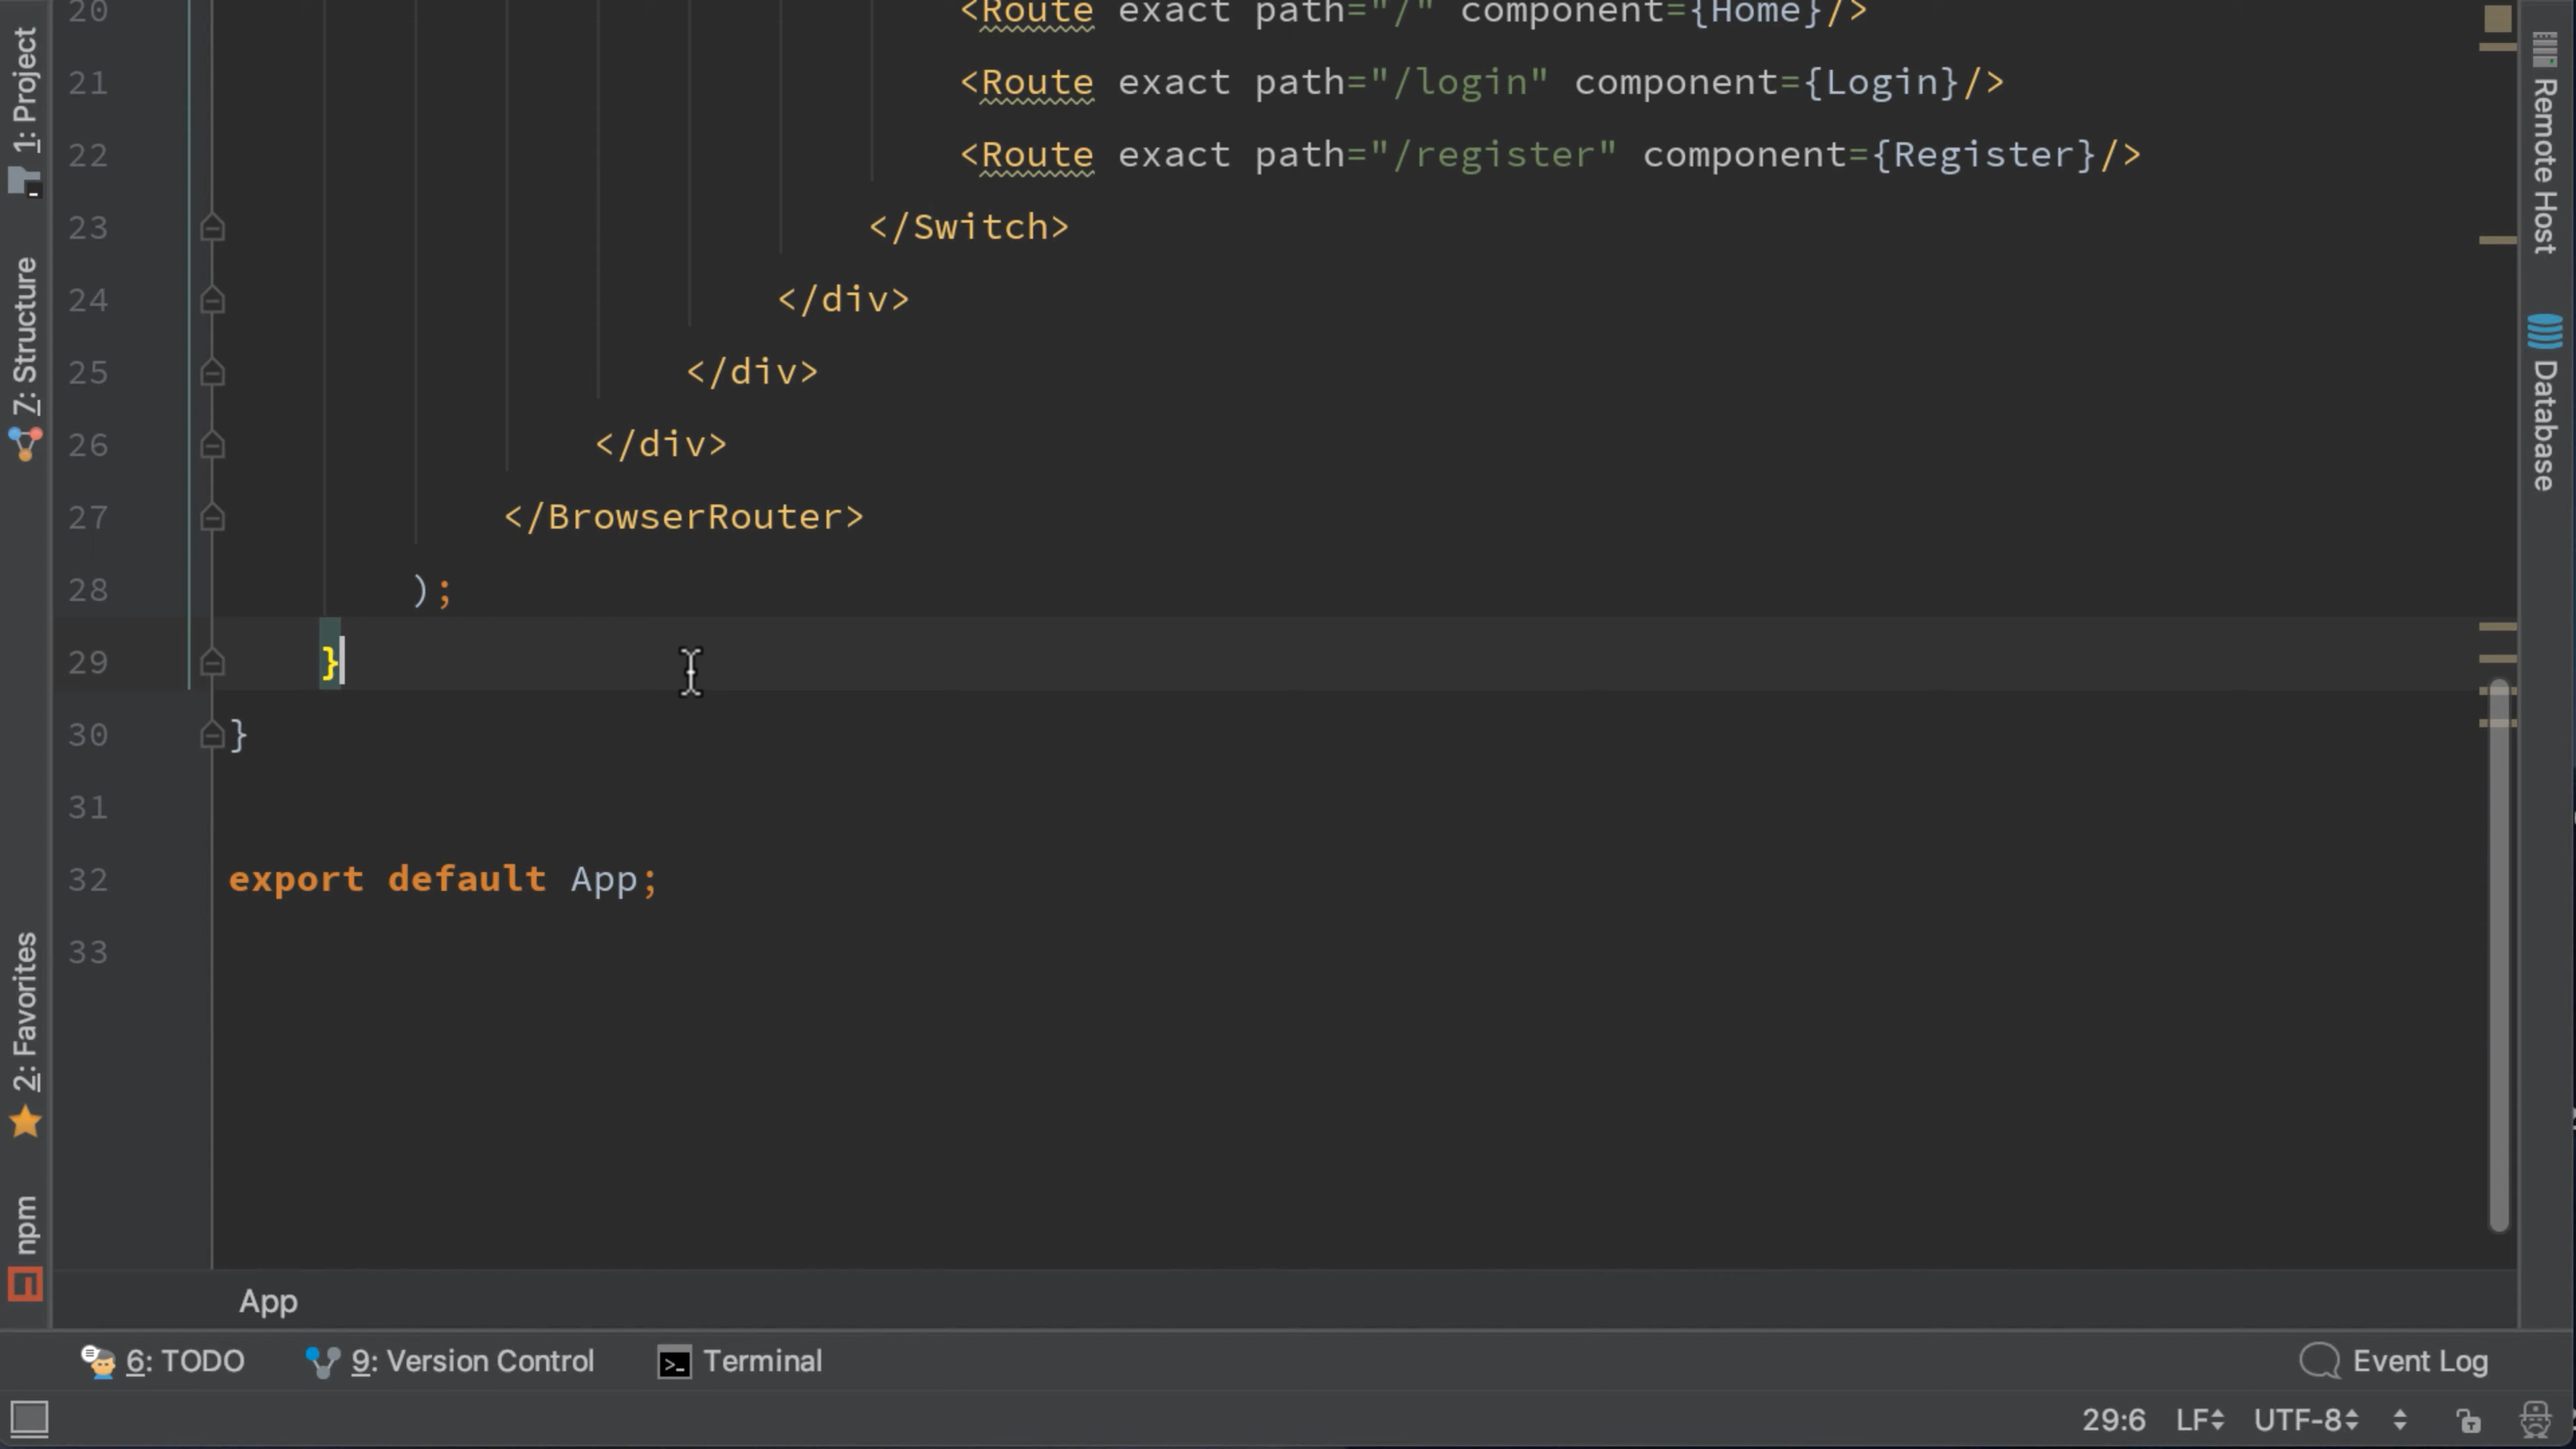 20 <Route exact path="/" component={Home}/>
21 <Route exact path="/login" component={Login}/>
22 <Route exact path="/register" component={Register}/>
23 </Switch>
24 </div>
25 </div>
26 </div>
27 </BrowserRouter>
28 );
29 }
30 }
31
32 export default App;
33
1: Project
7: Structure
2: Favorites
npm
Remote Host
Database
App
6: TODO 9: Version Control Terminal Event Log
29:6 LF UTF-8